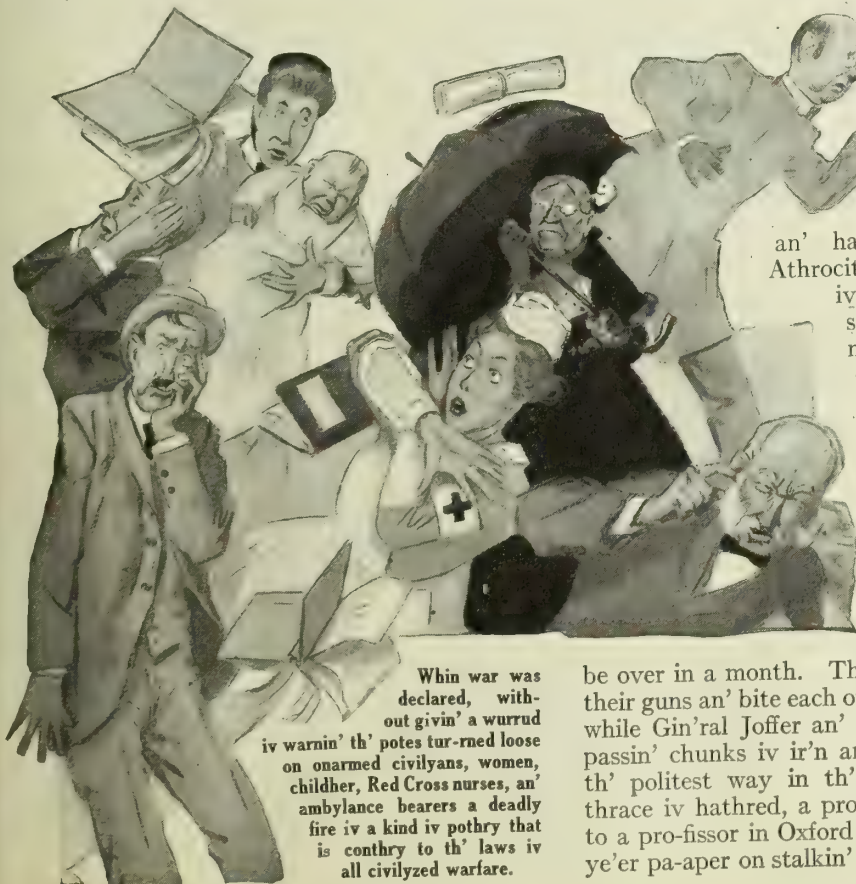 an' ha
Athrocit
iv
s
Whin war was
declared, with-
out givin' a wurrud
iv warnin' th' potes tur-rned loose
on onarmed civilyans, women,
childher, Red Cross nurses, an'
ambylance bearers a deadly
fire iv a kind iv pothry that
is conthry to th' laws iv
all civilyzed warfare.
be over in a month. Th
their guns an' bite each o
while Gin'ral Joffer an'
passin' chunks iv ir'n an
th' politest way in th'
thrace iv hathred, a pro
to a pro-fissor in Oxford
ye'er pa-aper on stalkin'